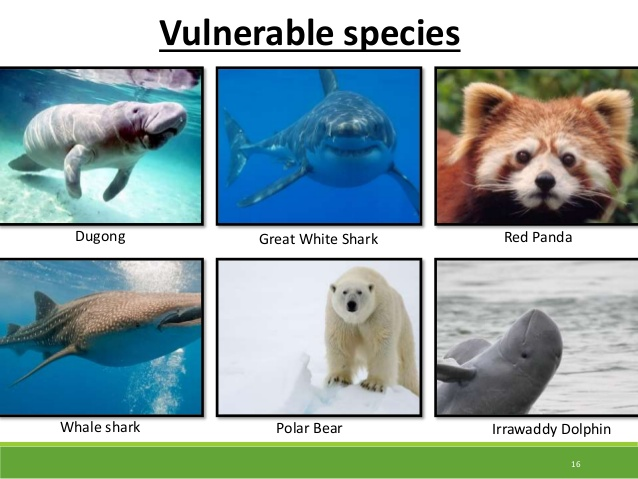 Vulnerable species
Dugong
Great White Shark
Red Panda
Whale shark
Polar Bear
Irrawaddy Dolphin
16